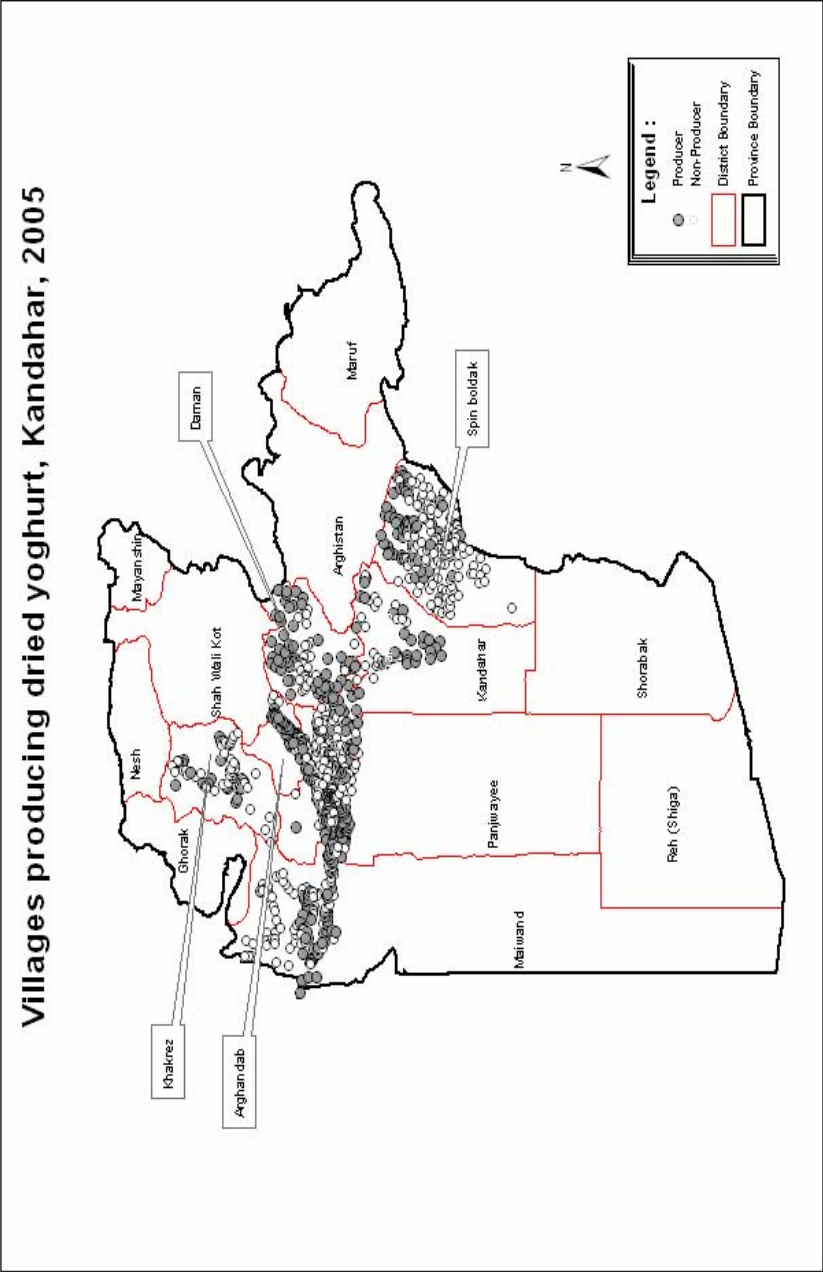 Villages producing dried yoghurt, Kandahar, 2005
Mayanshin
Nesh
Shah Wali Kot
Ghorak
Khakrez
Daman
Arghandab
Maruf
Arghistan
Spin boldak
Kandahar
Panjwayee
Maiwand
Shorabak
Reh (Shiga)
N
Legend :
Producer
Non-Producer
District Boundary
Province Boundary